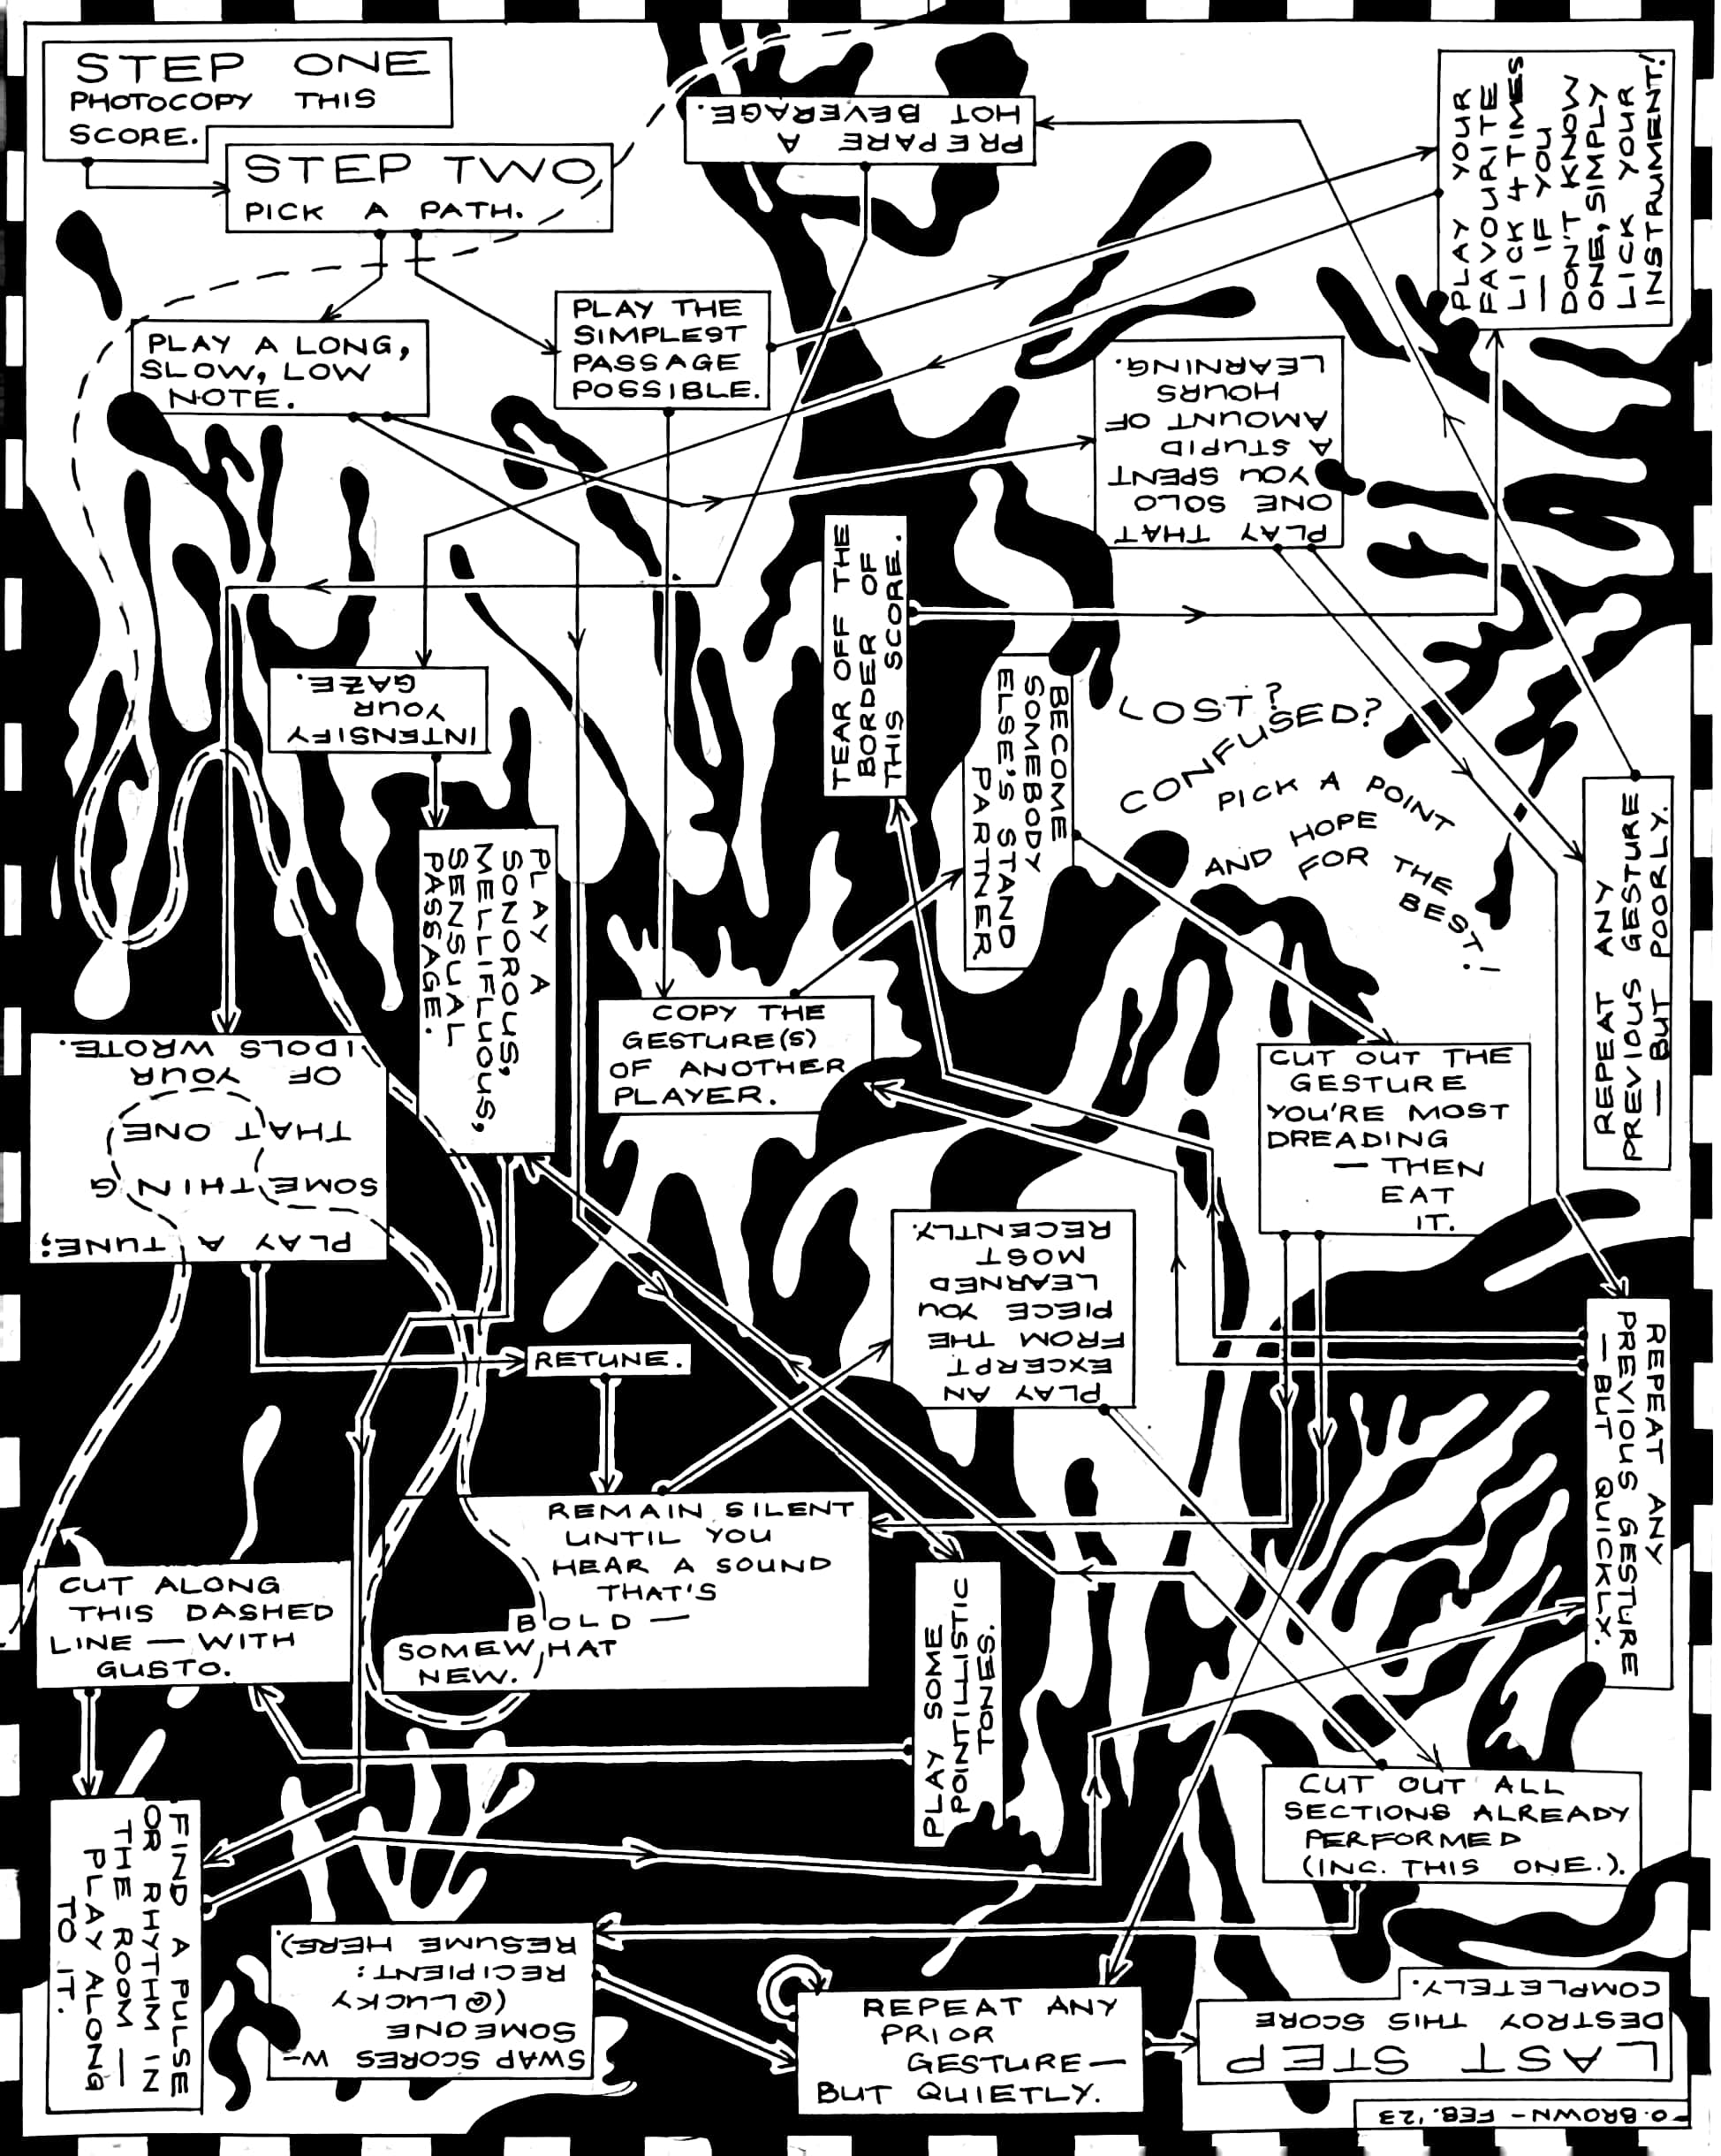 STEP ONE
PHOTOCOPY THIS
SCORE.
STEP TWO
PICK A PATH.
PREPARE A
HOT BEVERAGE.
PLAY YOUR
FAVOURITE
LICK 4 TIMES
— IF YOU
DON'T KNOW
ONE, SIMPLY
LICK YOUR
INSTRUMENT!
PLAY A LONG,
SLOW, LOW
NOTE.
PLAY THE
SIMPLEST
PASSAGE
POSSIBLE.
PLAY THAT
ONE SOLO
YOU SPENT
A STUPID
AMOUNT OF
HOURS
LEARNING.
TEAR OFF THE
BORDER OF
THIS SCORE.
INTENSIFY
YOUR
GAZE.
BECOME
SOMEBODY
ELSE'S STAND
PARTNER
LOST?
CONFUSED?
PICK A POINT
AND HOPE
FOR THE
BEST!
REPEAT ANY
PREVIOUS GESTURE
— BUT POORLY.
PLAY A
SONOROUS,
MELLIFLUOUS,
SENSUAL
PASSAGE.
COPY THE
GESTURE(S)
OF ANOTHER
PLAYER.
CUT OUT THE
GESTURE
YOU'RE MOST
DREADING
— THEN
EAT
IT.
PLAY A TUNE;
SOMETHING
THAT ONE
OF YOUR
IDOLS WROTE.
PLAY AN
EXCERPT
FROM THE
PIECE YOU
LEARNED
MOST
RECENTLY.
RETUNE.
REPEAT ANY
PREVIOUS GESTURE
— BUT QUICKLY.
REMAIN SILENT
UNTIL YOU
HEAR A SOUND
THAT'S
BOLD —
SOMEWHAT
NEW.
CUT ALONG
THIS DASHED
LINE — WITH
GUSTO.
PLAY SOME
POINTILLISTIC
TONES.
CUT OUT ALL
SECTIONS ALREADY
PERFORMED
(INC. THIS ONE.).
FIND A PULSE
OR RHYTHM IN
THE ROOM —
PLAY ALONG
TO IT.
SWAP SCORES W—
SOMEONE
(@LUCKY
RECIPIENT:
RESUME HERE).
REPEAT ANY
PRIOR
GESTURE —
BUT QUIETLY.
LAST STEP
DESTROY THIS SCORE
COMPLETELY.
O. BROWN – FEB. '23